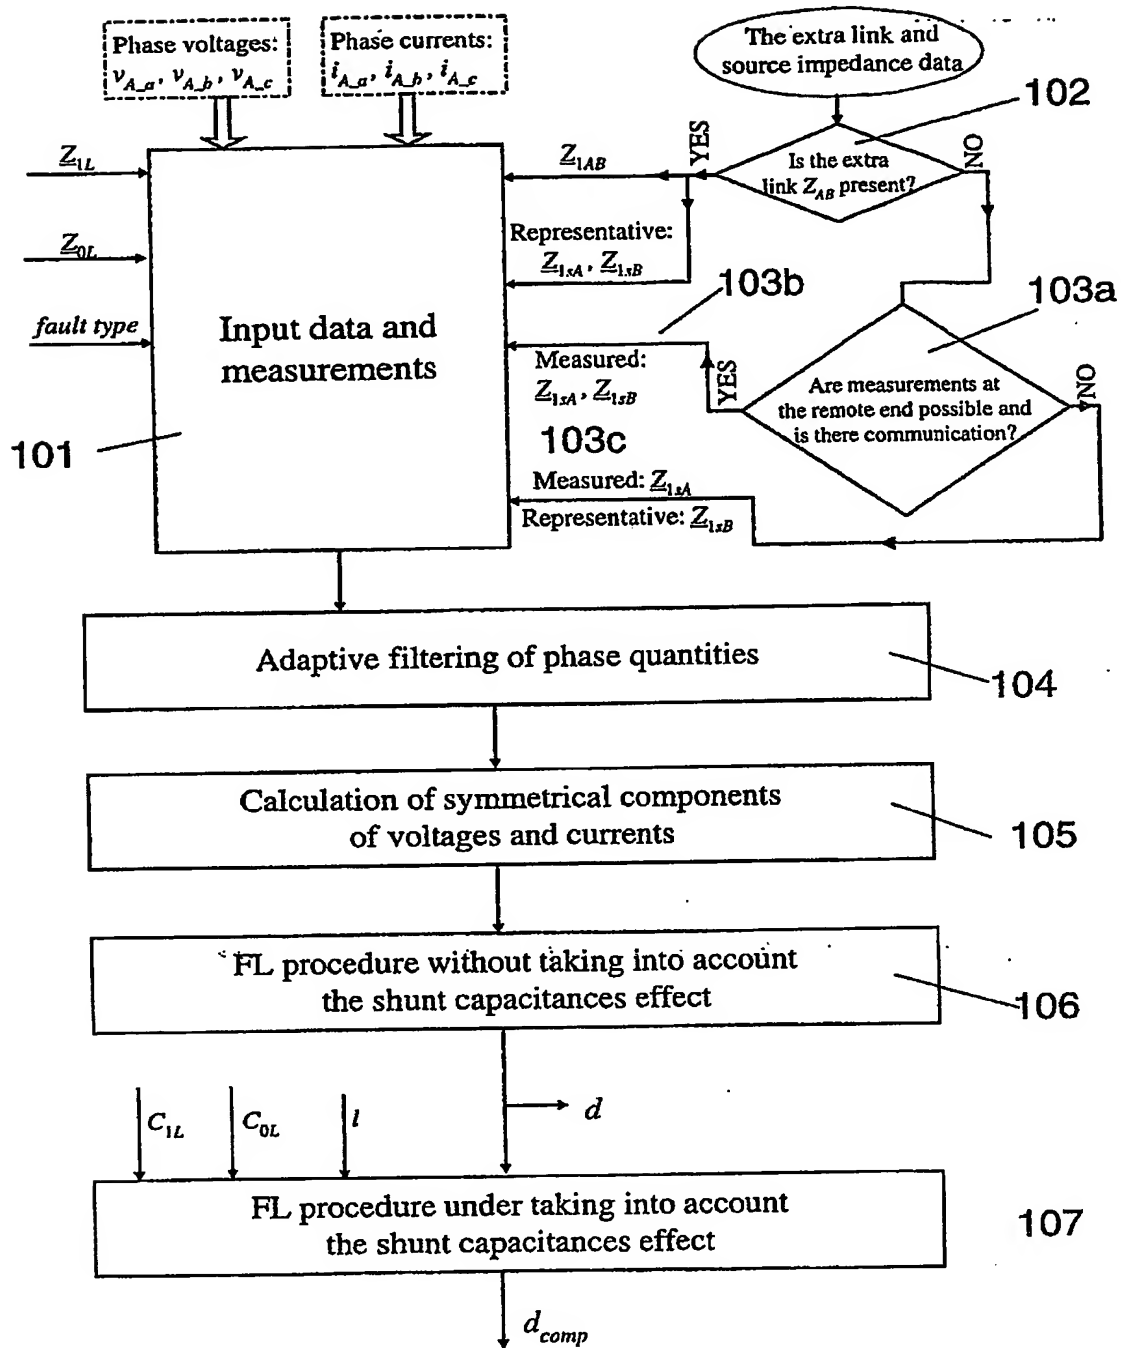 Phase voltages:
v_A_a, v_A_b, v_A_c
Phase currents:
i_A_a, i_A_b, i_A_c
The extra link and
source impedance data
102
YES
NO
Is the extra
link Z_AB present?
Z_1L
Z_0L
fault type
101
Input data and
measurements
Z_1AB
Representative:
Z_1sA, Z_1sB
103b
103a
Measured:
Z_1sA, Z_1sB
YES
NO
Are measurements at
the remote end possible and
is there communication?
103c
Measured: Z_1sA
Representative: Z_1sB
Adaptive filtering of phase quantities
104
Calculation of symmetrical components
of voltages and currents
105
FL procedure without taking into account
the shunt capacitances effect
106
C_1L
C_0L
l
d
FL procedure under taking into account
the shunt capacitances effect
107
d_comp